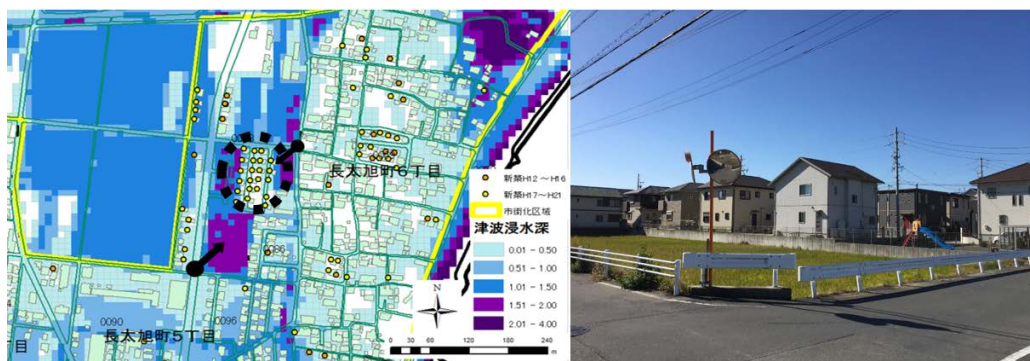 長太旭町6丁目
新築H12～H16
新築H17～H21
市街化区域
津波浸水深
0.01 - 0.50
0.51 - 1.00
1.01 - 1.50
1.51 - 2.00
2.01 - 4.00
N
0 30 60 120 180 240
m
0086
0090
0096
長太旭町5丁目
目